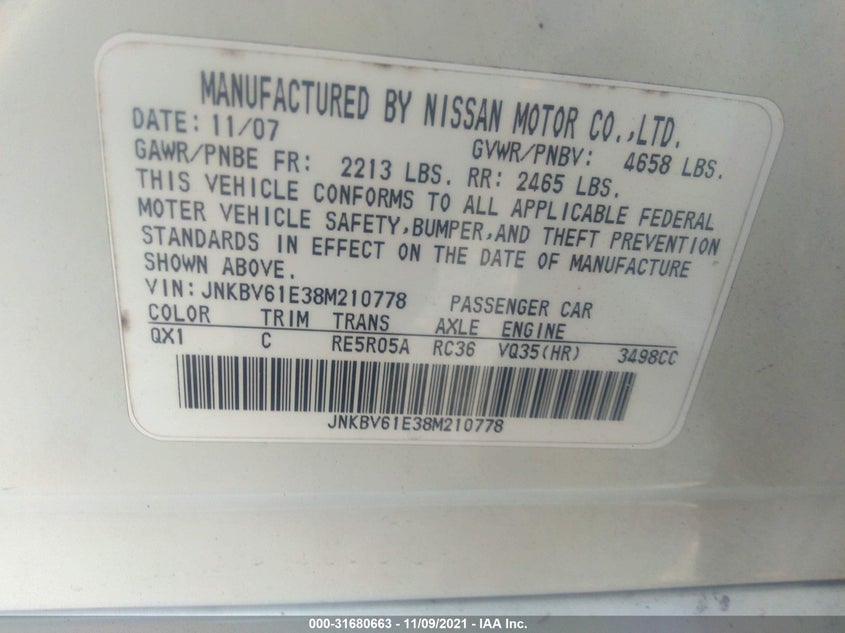 MANUFACTURED BY NISSAN MOTOR CO.,LTD.
DATE: 11/07 GVWR/PNBV: 4658 LBS.
GAWR/PNBE FR: 2213 LBS. RR: 2465 LBS.
THIS VEHICLE CONFORMS TO ALL APPLICABLE FEDERAL
MOTER VEHICLE SAFETY,BUMPER,AND THEFT PREVENTION
STANDARDS IN EFFECT ON THE DATE OF MANUFACTURE
SHOWN ABOVE.
VIN:JNKBV61E38M210778 PASSENGER CAR
COLOR TRIM TRANS AXLE ENGINE
QX1 C RE5R05A RC36 VQ35(HR) 3498CC
JNKBV61E38M210778
000-31680663 - 11/09/2021 - IAA Inc.